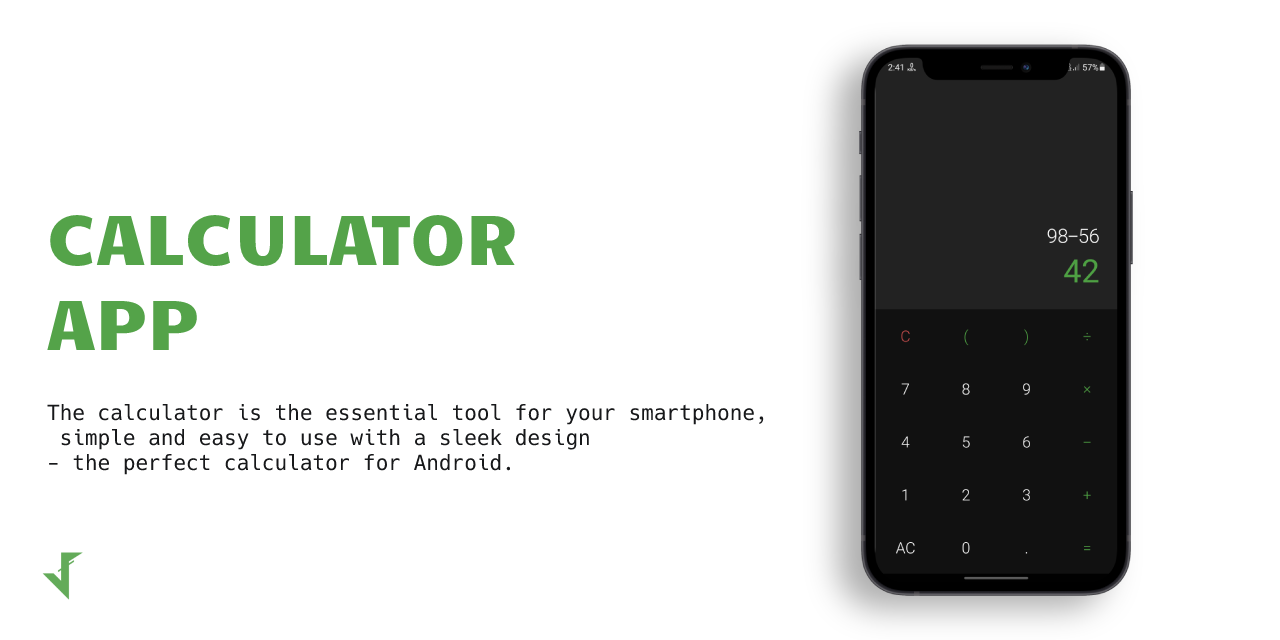 CALCULATOR
APP
The calculator is the essential tool for your smartphone,
simple and easy to use with a sleek design
- the perfect calculator for Android.
2:41
57%
98-56
42
C ( ) ÷
7 8 9 ×
4 5 6 −
1 2 3 +
AC 0 . =